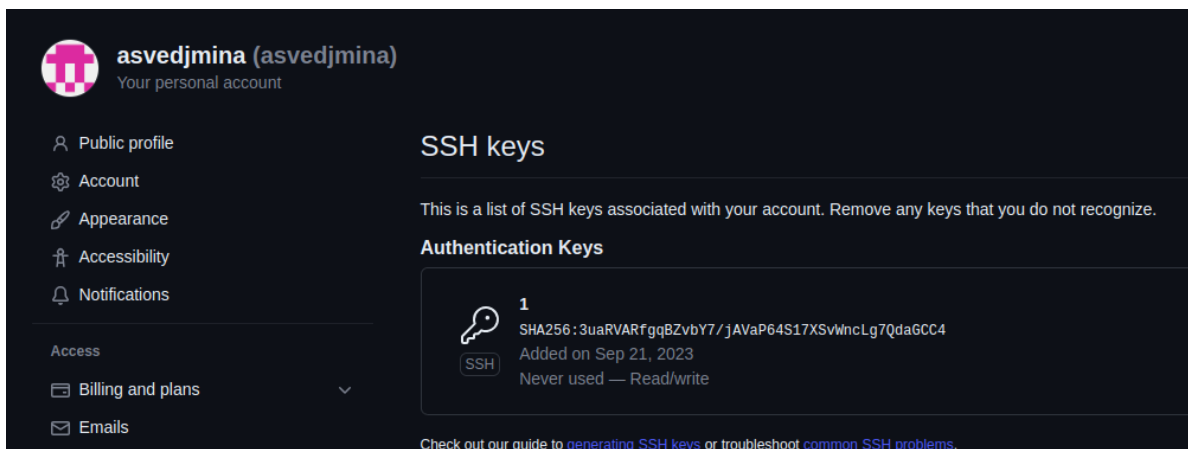 asvedjmina (asvedjmina)
Your personal account
Public profile
Account
Appearance
Accessibility
Notifications
Access
Billing and plans
Emails
SSH keys
This is a list of SSH keys associated with your account. Remove any keys that you do not recognize.
Authentication Keys
1
SHA256:3uaRVARfgqBZvbY7/jAVaP64S17XSvWncLg7QdaGCC4
SSH
Added on Sep 21, 2023
Never used — Read/write
Check out our guide to generating SSH keys or troubleshoot common SSH problems.